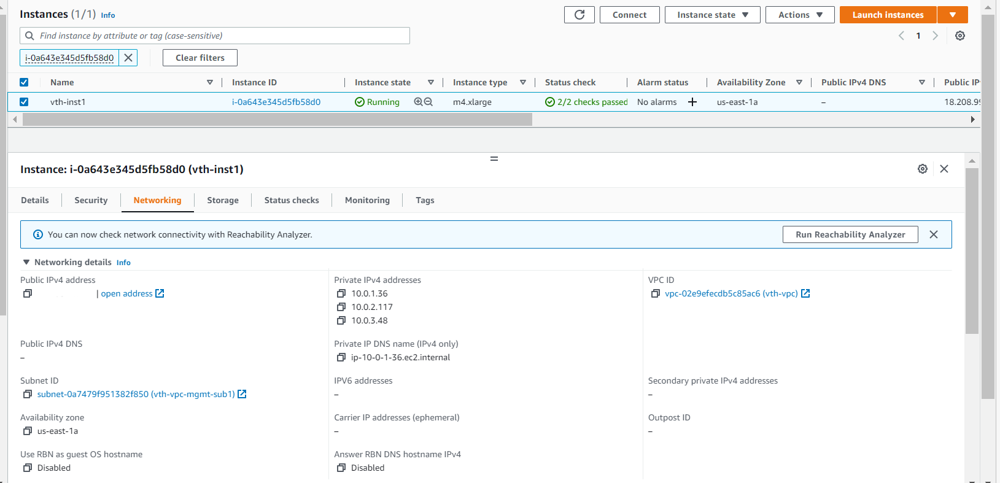 Instances (1/1) Info
Connect
Instance state
Actions
Launch instances
Find instance by attribute or tag (case-sensitive)
1
i-0a643e345d5fb58d0
Clear filters
Name Instance ID Instance state Instance type Status check Alarm status Availability Zone Public IPv4 DNS Public IP
vth-inst1 i-0a643e345d5fb58d0 Running m4.xlarge 2/2 checks passed No alarms + us-east-1a – 18.208.99
Instance: i-0a643e345d5fb58d0 (vth-inst1)
Details Security Networking Storage Status checks Monitoring Tags
You can now check network connectivity with Reachability Analyzer.
Run Reachability Analyzer
Networking details Info
Public IPv4 address
| open address
Private IPv4 addresses
10.0.1.36
10.0.2.117
10.0.3.48
VPC ID
vpc-02e9efecdb5c85ac6 (vth-vpc)
Public IPv4 DNS
–
Private IP DNS name (IPv4 only)
ip-10-0-1-36.ec2.internal
Subnet ID
subnet-0a7479f951382f850 (vth-vpc-mgmt-sub1)
IPV6 addresses
–
Secondary private IPv4 addresses
–
Availability zone
us-east-1a
Carrier IP addresses (ephemeral)
–
Outpost ID
–
Use RBN as guest OS hostname
Disabled
Answer RBN DNS hostname IPv4
Disabled